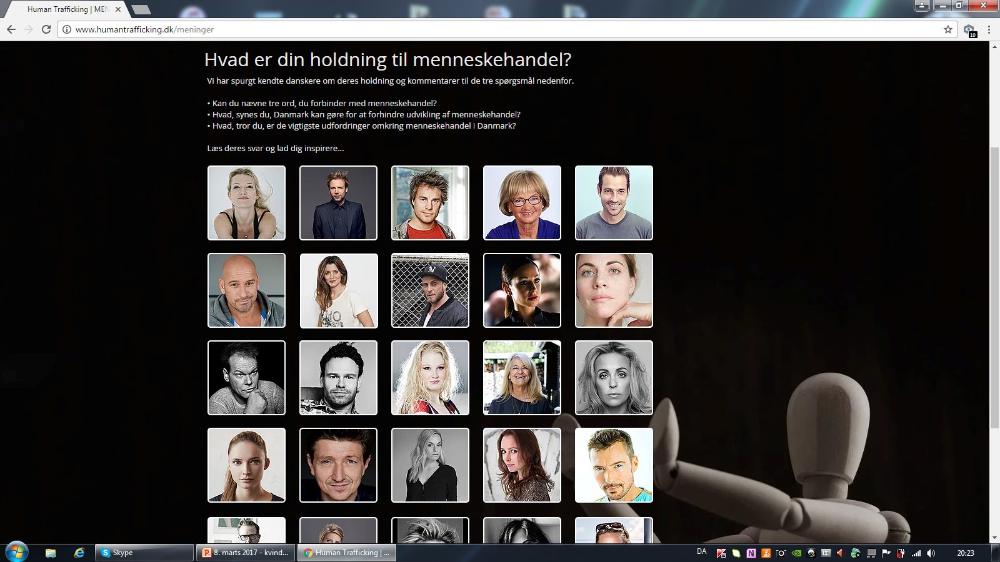 Human Trafficking | MEN
www.humantrafficking.dk/meninger
10
Hvad er din holdning til menneskehandel?
Vi har spurgt kendte danskere om deres holdning og kommentarer til de tre spørgsmål nedenfor.
• Kan du nævne tre ord, du forbinder med menneskehandel?
• Hvad, synes du, Danmark kan gøre for at forhindre udvikling af menneskehandel?
• Hvad, tror du, er de vigtigste udfordringer omkring menneskehandel i Danmark?
Læs deres svar og lad dig inspirere...
Skype
8. marts 2017 - kvind...
Human Trafficking | ...
DA
20:23